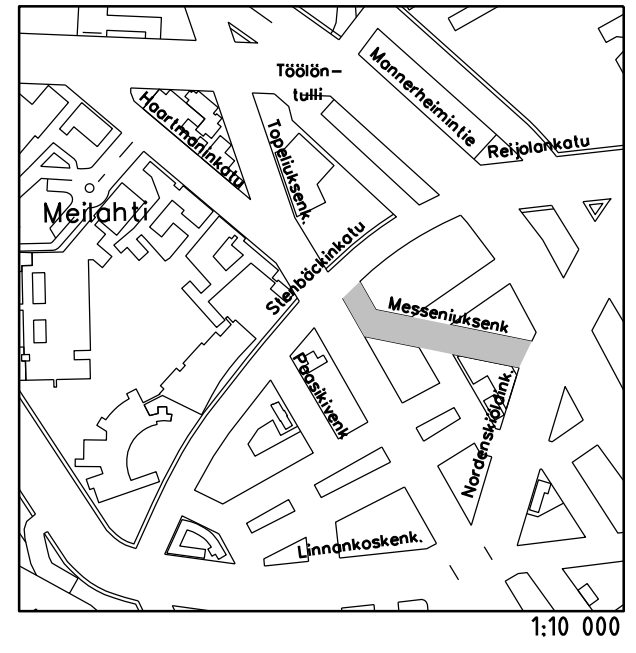 Töölön-
tulli
Mannerheimintie
Haartmaninkatu
Topeliuksenk.
Reijolankatu
Meilahti
Stenbäckinkatu
Messeniuksenk
Paasikivenk
Nordenskiöldink.
Linnankoskenk.
1:10 000